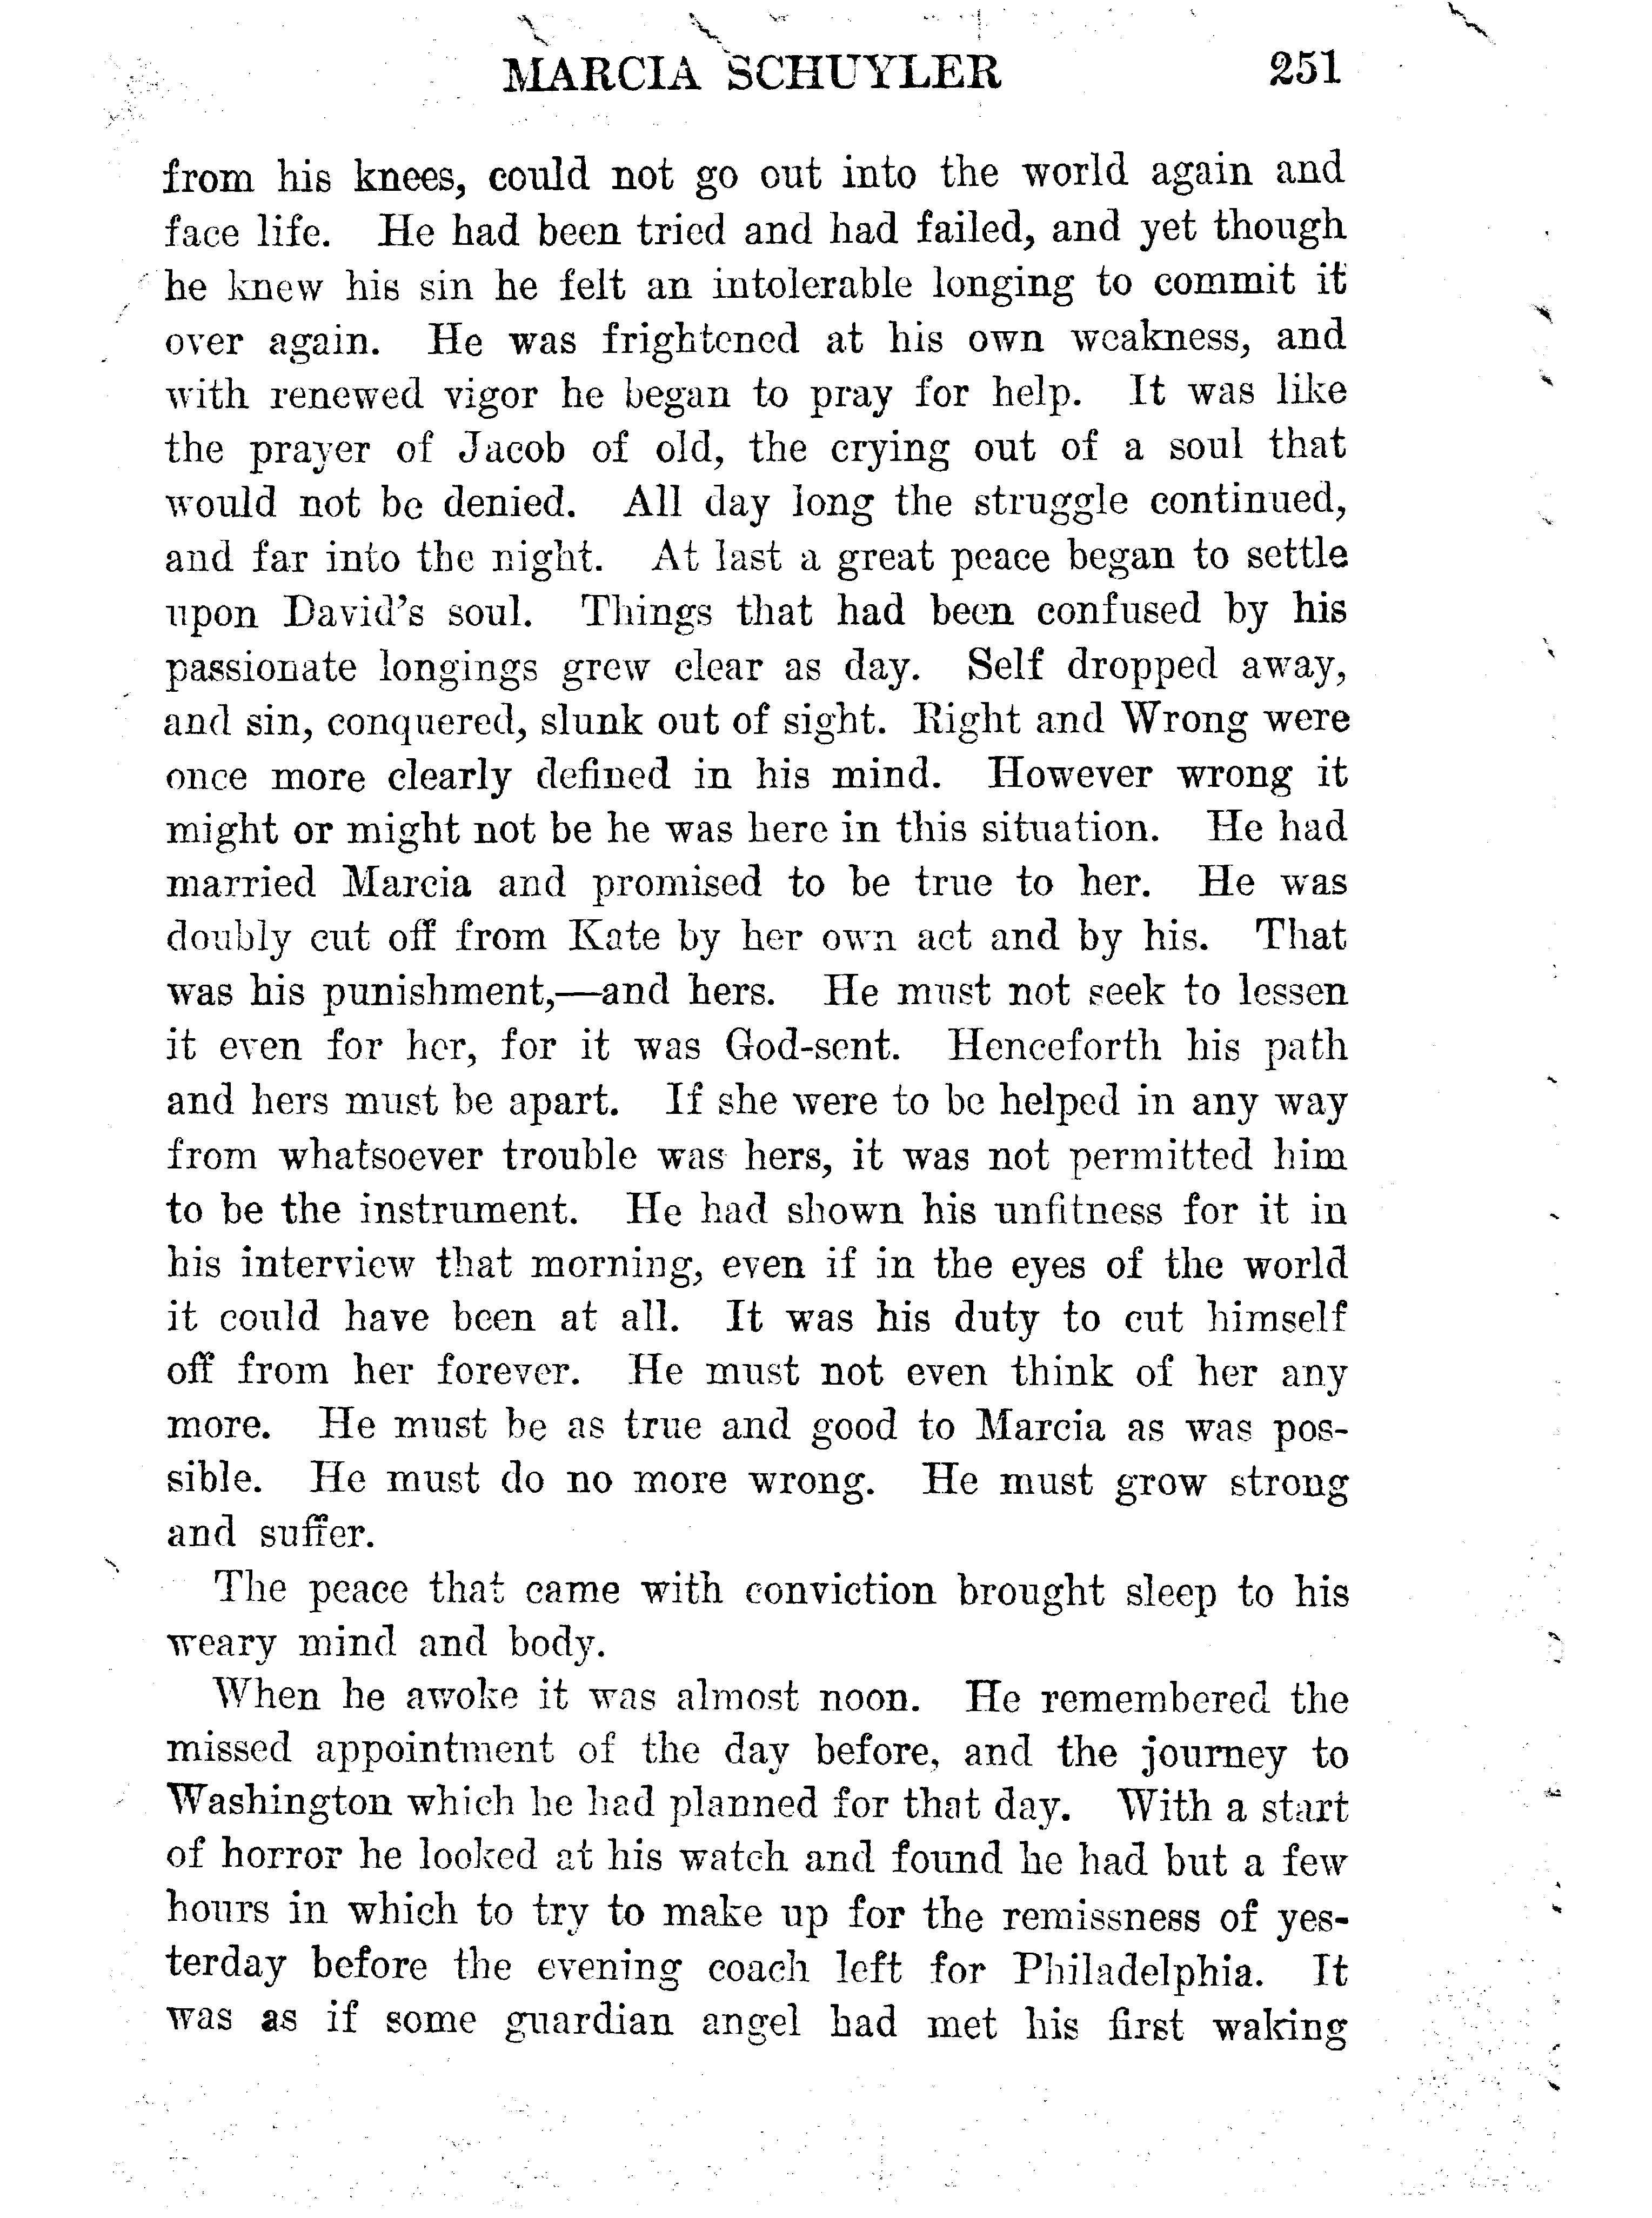 MARCIA SCHUYLER 251
from his knees, could not go out into the world again and
face life. He had been tried and had failed, and yet though
he knew his sin he felt an intolerable longing to commit it
over again. He was frightened at his own weakness, and
with renewed vigor he began to pray for help. It was like
the prayer of Jacob of old, the crying out of a soul that
would not be denied. All day long the struggle continued,
and far into the night. At last a great peace began to settle
upon David's soul. Things that had been confused by his
passionate longings grew clear as day. Self dropped away,
and sin, conquered, slunk out of sight. Right and Wrong were
once more clearly defined in his mind. However wrong it
might or might not be he was here in this situation. He had
married Marcia and promised to be true to her. He was
doubly cut off from Kate by her own act and by his. That
was his punishment,—and hers. He must not seek to lessen
it even for her, for it was God-sent. Henceforth his path
and hers must be apart. If she were to be helped in any way
from whatsoever trouble was hers, it was not permitted him
to be the instrument. He had shown his unfitness for it in
his interview that morning, even if in the eyes of the world
it could have been at all. It was his duty to cut himself
off from her forever. He must not even think of her any
more. He must be as true and good to Marcia as was pos-
sible. He must do no more wrong. He must grow strong
and suffer.
The peace that came with conviction brought sleep to his
weary mind and body.
When he awoke it was almost noon. He remembered the
missed appointment of the day before, and the journey to
Washington which he had planned for that day. With a start
of horror he looked at his watch and found he had but a few
hours in which to try to make up for the remissness of yes-
terday before the evening coach left for Philadelphia. It
was as if some guardian angel had met his first waking